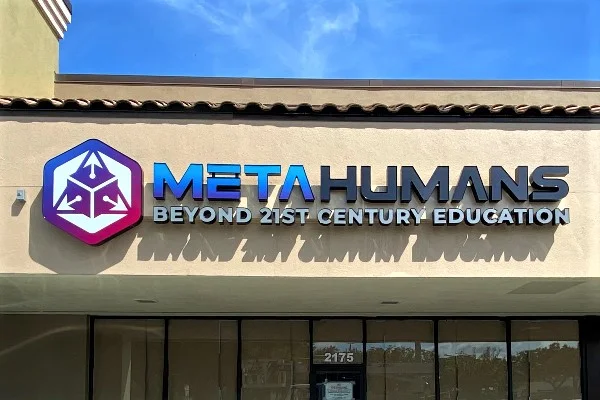 METAHUMANS
BEYOND 21ST CENTURY EDUCATION
2175